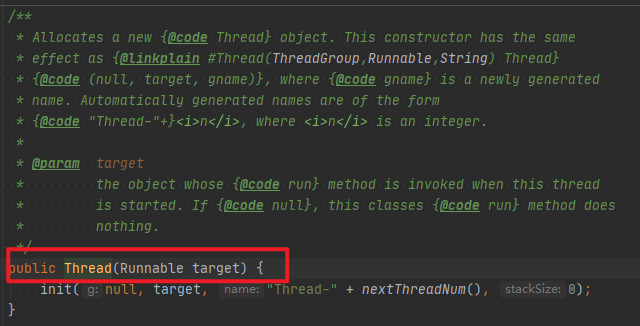 /**
 * Allocates a new {@code Thread} object. This constructor has the same
 * effect as {@linkplain #Thread(ThreadGroup,Runnable,String) Thread}
 * {@code (null, target, gname)}, where {@code gname} is a newly generated
 * name. Automatically generated names are of the form
 * {@code "Thread-"+}<i>n</i>, where <i>n</i> is an integer.
 *
 * @param  target
 *         the object whose {@code run} method is invoked when this thread
 *         is started. If {@code null}, this classes {@code run} method does
 *         nothing.
 */
public Thread(Runnable target) {
    init( g: null, target, name: "Thread-" + nextThreadNum(), stackSize: 0);
}